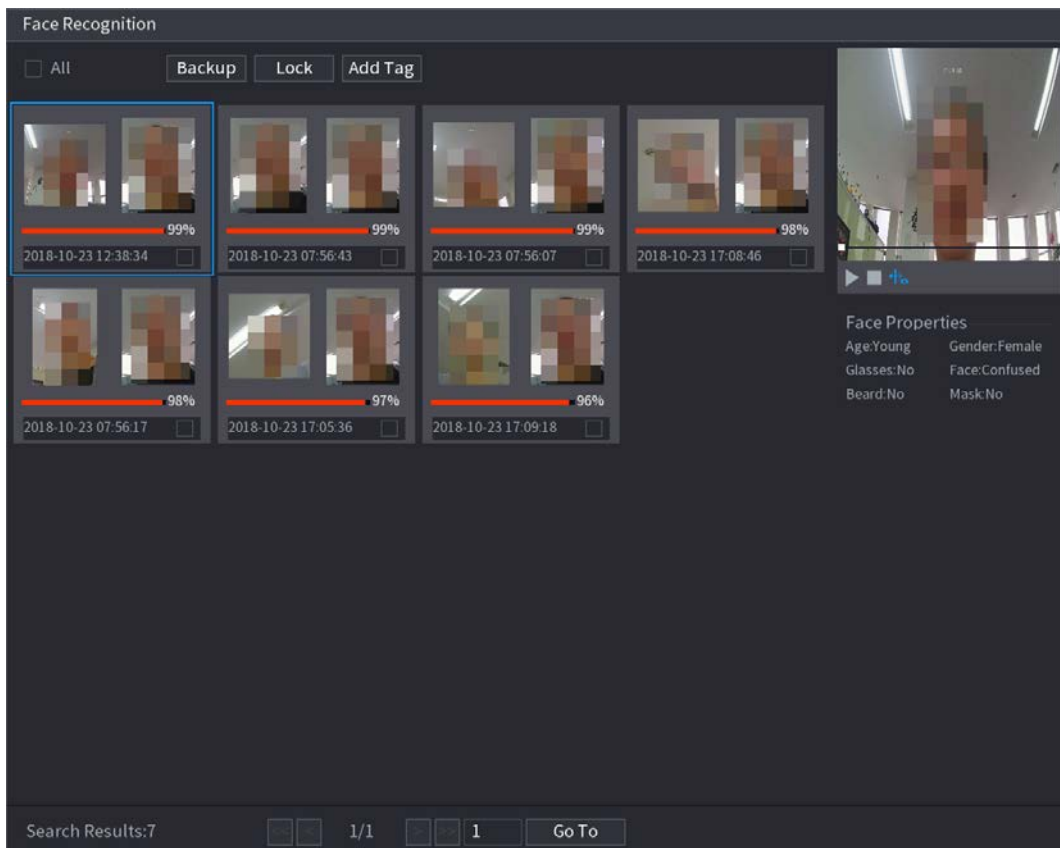 Face Recognition
All Backup Lock Add Tag
99% 99% 99% 98%
2018-10-23 12:38:34 2018-10-23 07:56:43 2018-10-23 07:56:07 2018-10-23 17:08:46
98% 97% 96%
2018-10-23 07:56:17 2018-10-23 17:05:36 2018-10-23 17:09:18
Face Properties
Age:Young Gender:Female
Glasses:No Face:Confused
Beard:No Mask:No
Search Results:7 << < 1/1 > >> 1 Go To